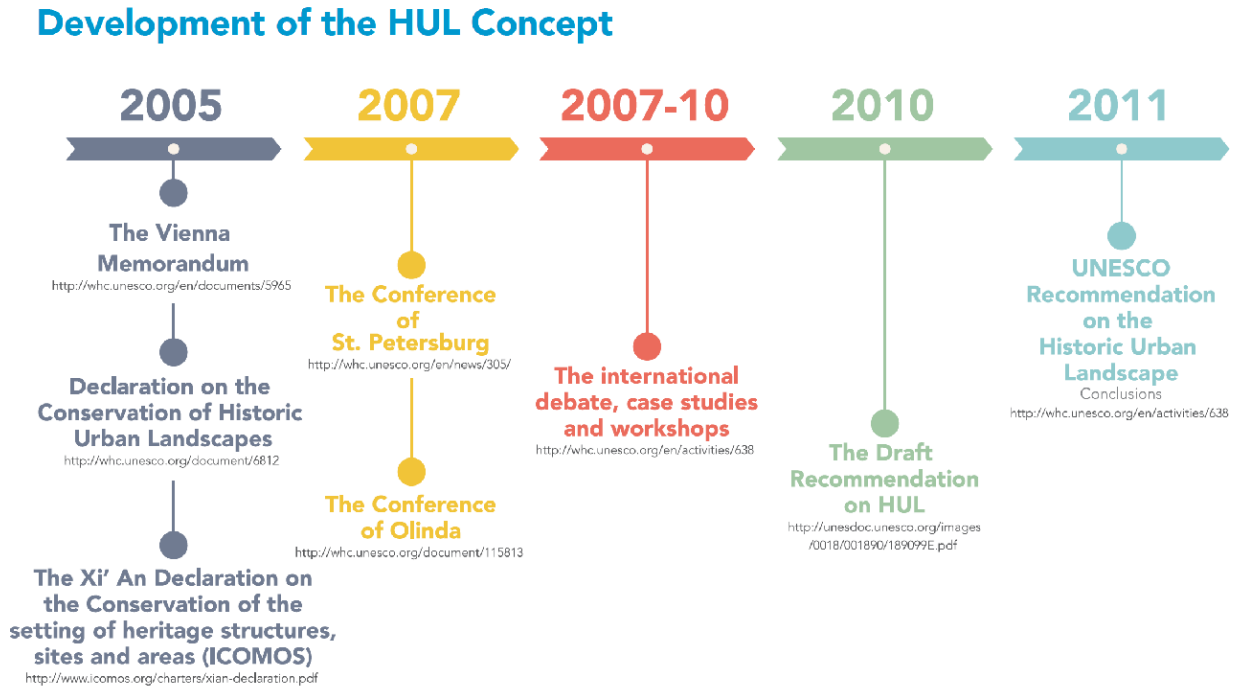 Development of the HUL Concept
2005
The Vienna
Memorandum
http://whc.unesco.org/en/documents/5965
Declaration on the
Conservation of Historic
Urban Landscapes
http://whc.unesco.org/document/6812
The Xi’ An Declaration on
the Conservation of the
setting of heritage structures,
sites and areas (ICOMOS)
http://www.icomos.org/charters/xian-declaration.pdf
2007
The Conference
of
St. Petersburg
http://whc.unesco.org/en/news/305/
The Conference
of Olinda
http://whc.unesco.org/document/115813
2007-10
The international
debate, case studies
and workshops
http://whc.unesco.org/en/activities/638
2010
The Draft
Recommendation
on HUL
http://unesdoc.unesco.org/images
/0018/001890/189099E.pdf
2011
UNESCO
Recommendation
on the
Historic Urban
Landscape
Conclusions
http://whc.unesco.org/en/activities/638